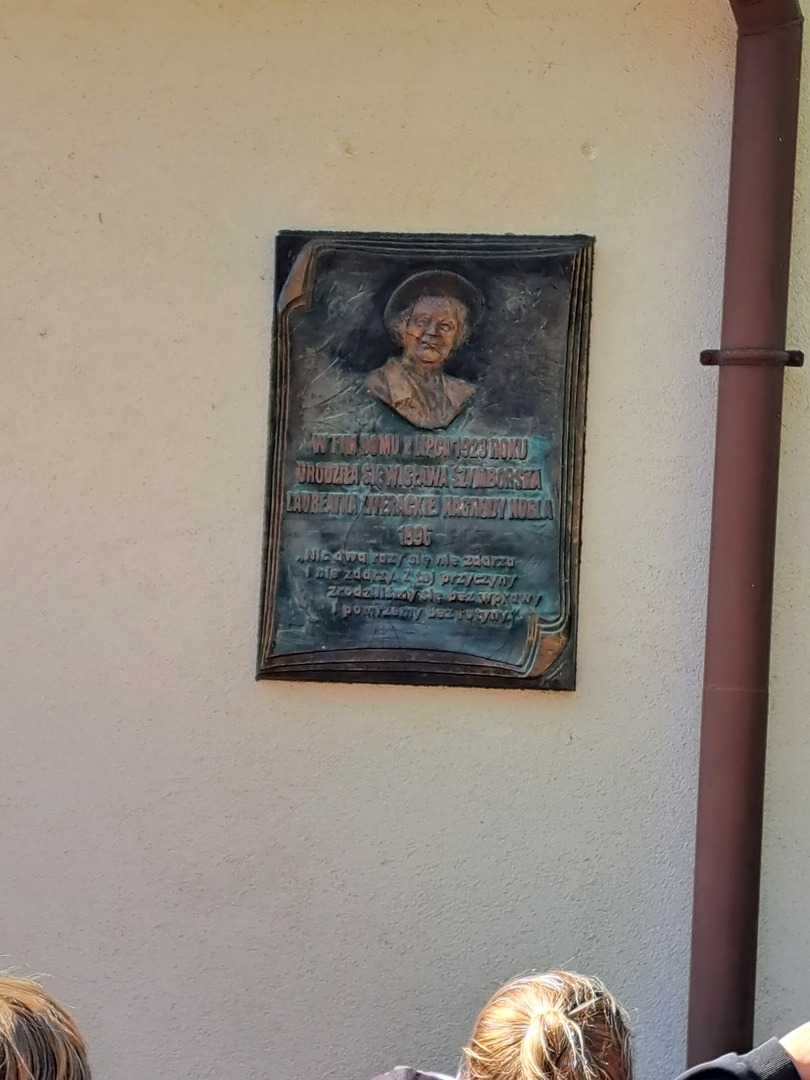 W TYM DOMU 2 LIPCA 1923 ROKU
URODZIŁA SIĘ WISŁAWA SZYMBORSKA
LAUREATKA LITERACKIEJ NAGRODY NOBLA
1996
„Nic dwa razy się nie zdarza
i nie zdarzy. Z tej przyczyny
zrodziliśmy się bez wprawy
i pomrzemy bez rutyny."